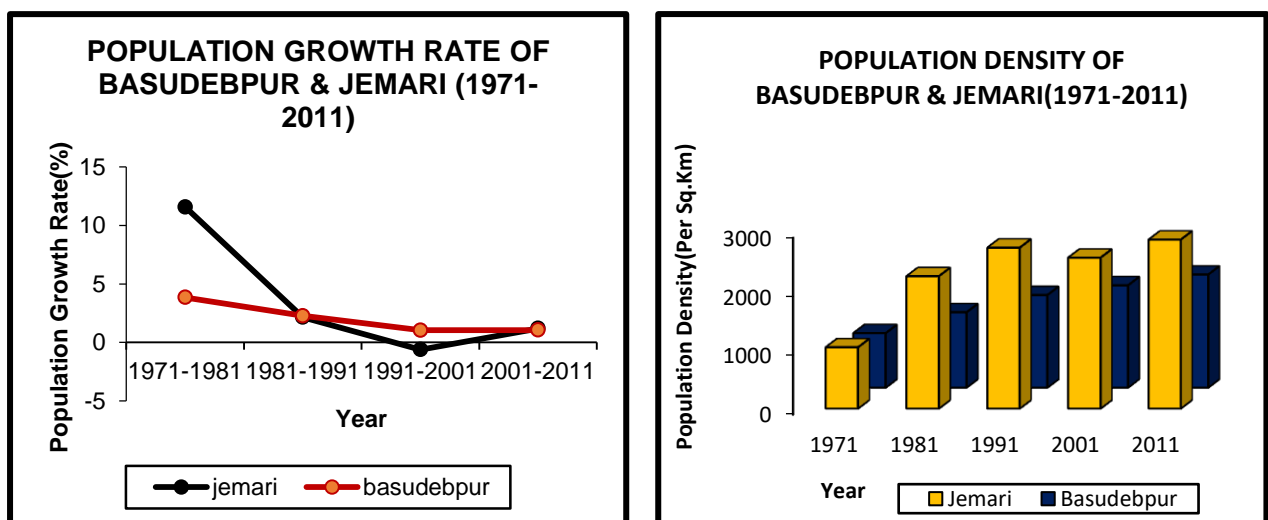 POPULATION GROWTH RATE OF
BASUDEBPUR & JEMARI (1971-
2011)
Population Growth Rate(%)
15
10
5
0
-5
1971-1981 1981-1991 1991-2001 2001-2011
Year
jemari basudebpur
POPULATION DENSITY OF
BASUDEBPUR & JEMARI(1971-2011)
Population Density(Per Sq.Km)
3000
2000
1000
0
1971 1981 1991 2001 2011
Year
Jemari Basudebpur